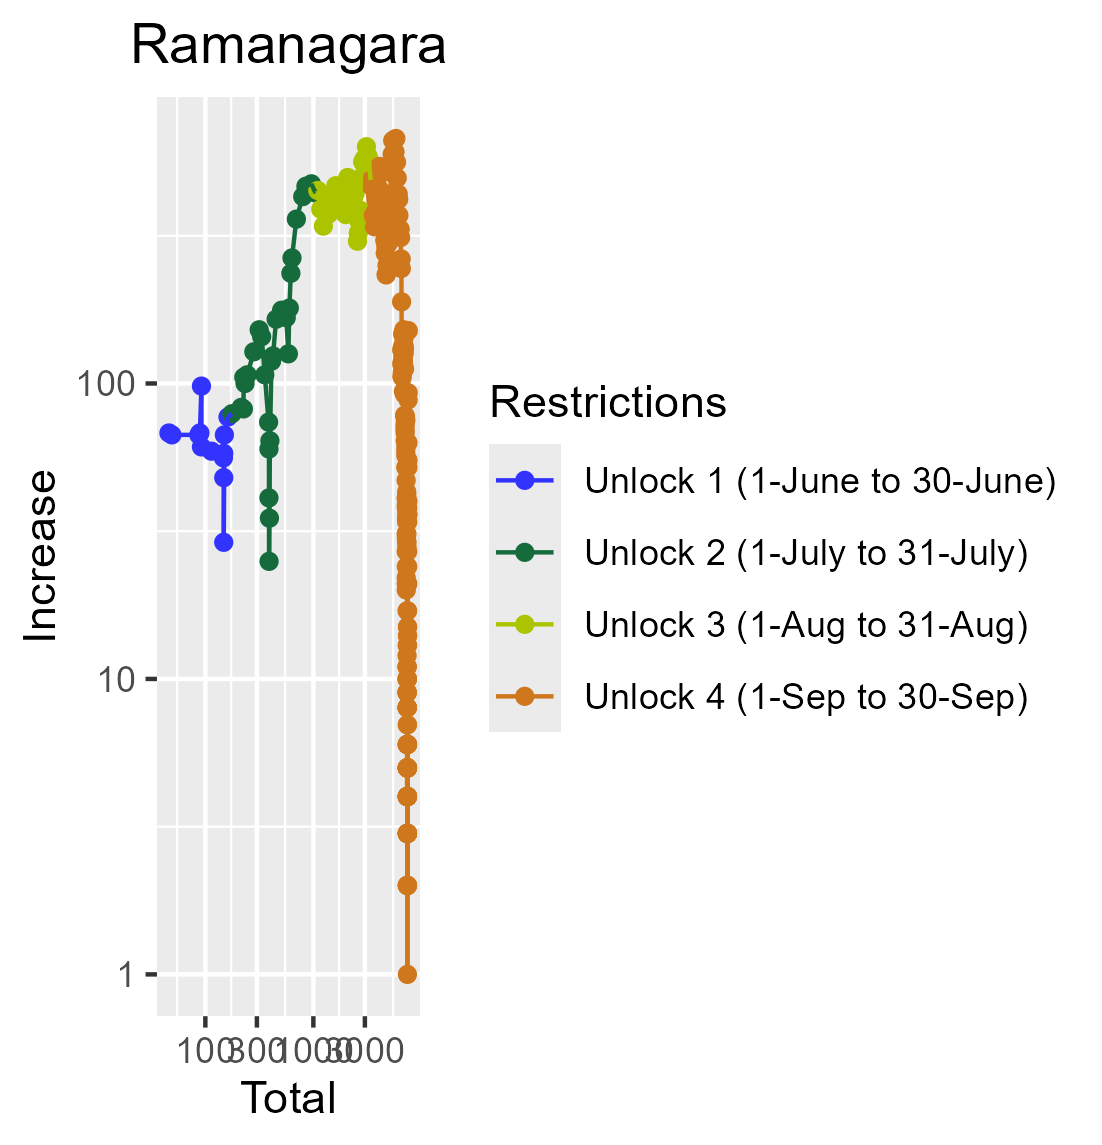 Ramanagara
Increase
100
10
1
100
300
1000
3000
Total
Restrictions
Unlock 1 (1-June to 30-June)
Unlock 2 (1-July to 31-July)
Unlock 3 (1-Aug to 31-Aug)
Unlock 4 (1-Sep to 30-Sep)